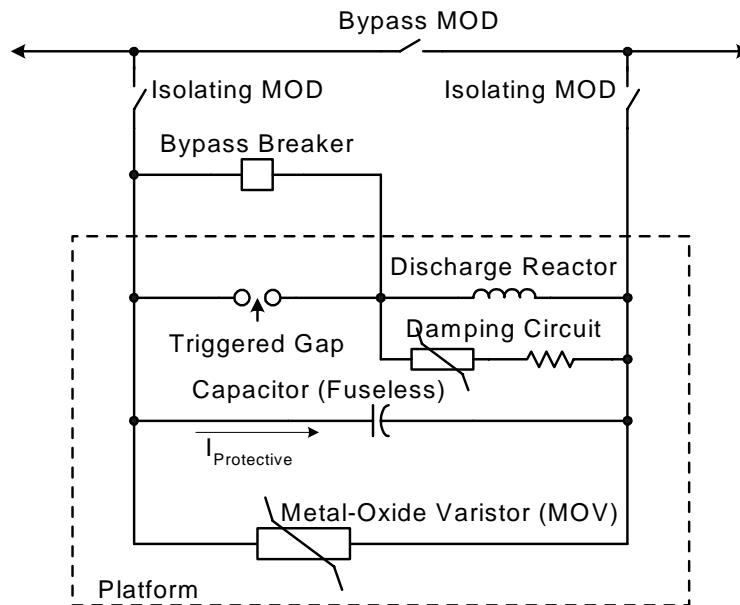 Bypass MOD
Isolating MOD
Isolating MOD
Bypass Breaker
Discharge Reactor
Triggered Gap
Damping Circuit
Capacitor (Fuseless)
IProtective
Metal-Oxide Varistor (MOV)
Platform